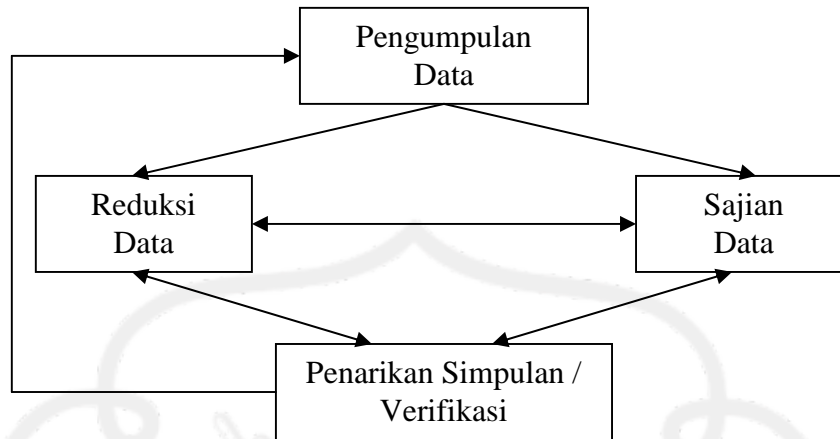 Pengumpulan
Data
Reduksi
Data
Sajian
Data
Penarikan Simpulan /
Verifikasi